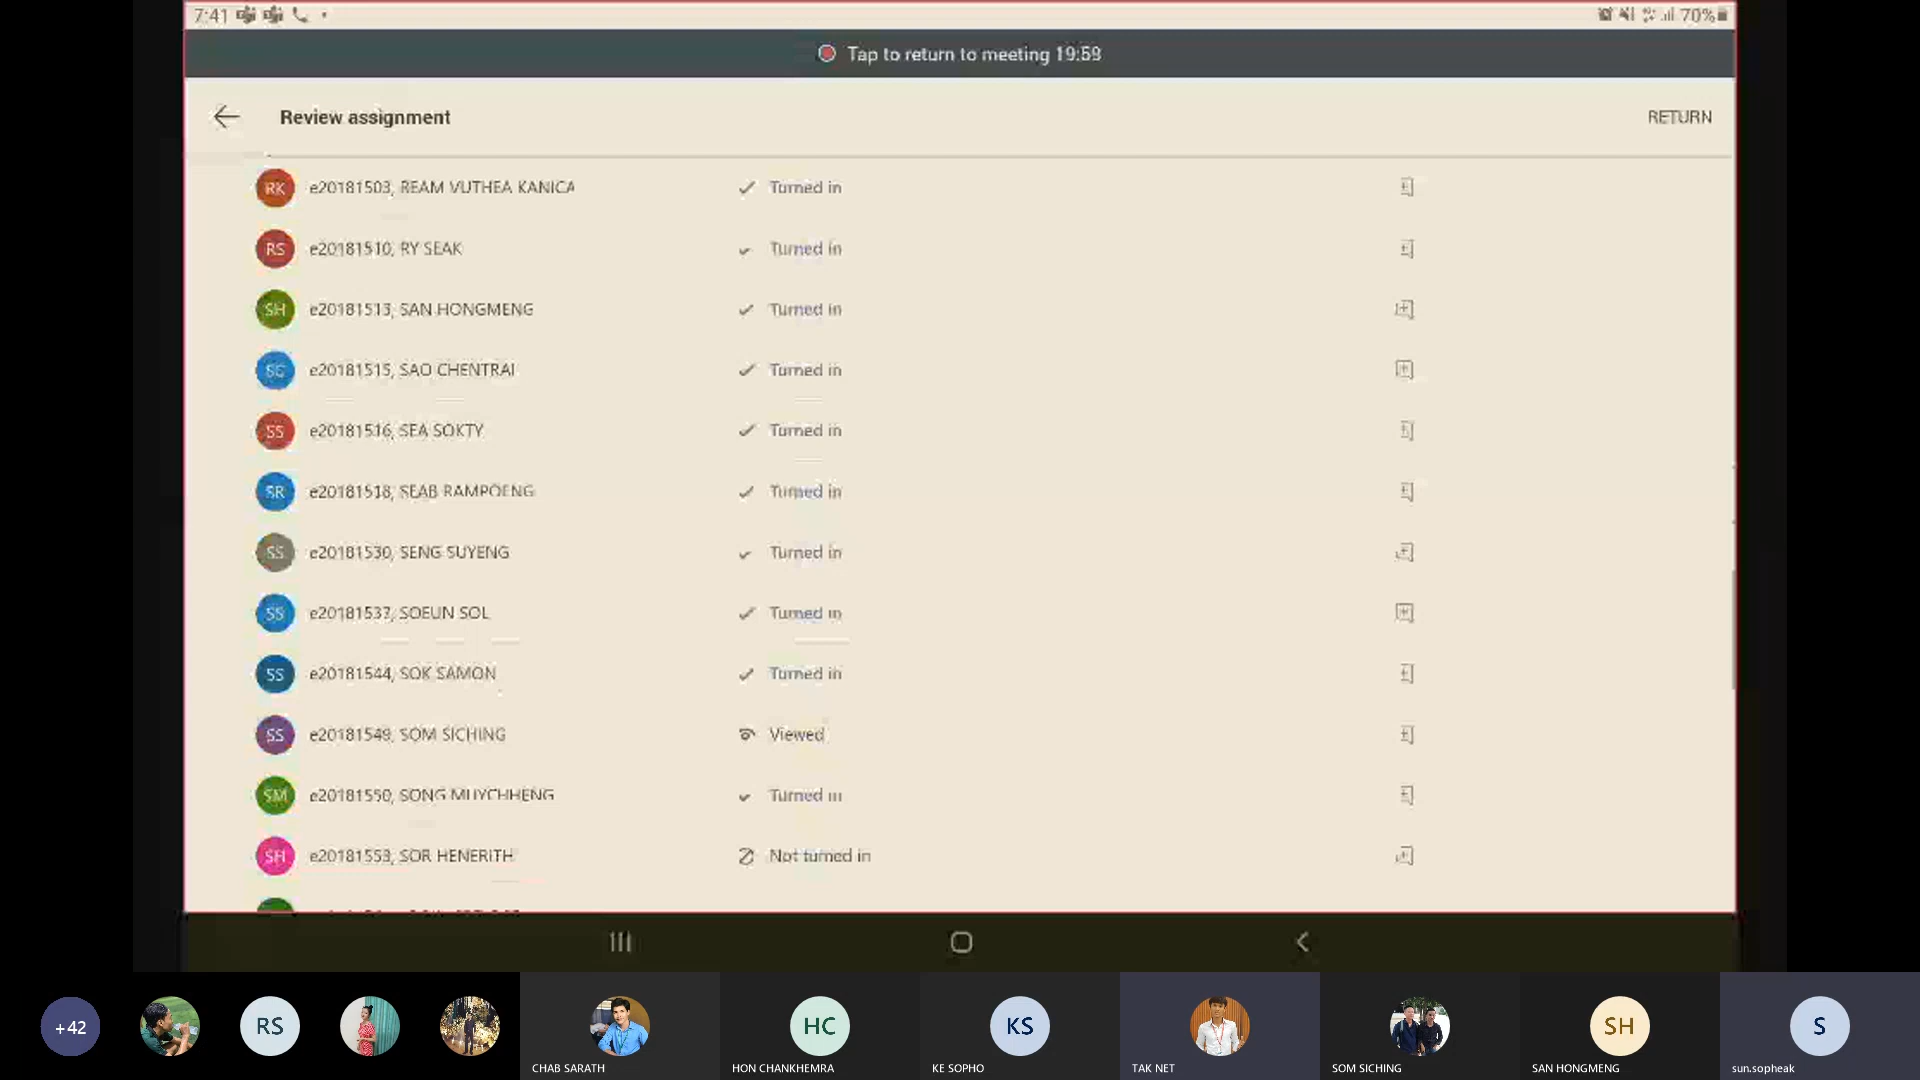 7:41
70%
Tap to return to meeting 19:59
Review assignment
RETURN
RK e20181503, REAM VUTHEA KANICA Turned in
RS e20181510, RY SEAK Turned in
SH e20181513, SAN HONGMENG Turned in
SC e20181515, SAO CHENTRAI Turned in
SS e20181516, SEA SOKTY Turned in
SR e20181518, SEAB RAMPOENG Turned in
SS e20181530, SENG SUYENG Turned in
SS e20181537, SOEUN SOL Turned in
SS e20181544, SOK SAMON Turned in
SS e20181549, SOM SICHING Viewed
SM e20181550, SONG MUYCHHENG Turned in
SH e20181553, SOR HENERITH Not turned in
+42
RS
HC
KS
SH
S
CHAB SARATH
HON CHANKHEMRA
KE SOPHO
TAK NET
SOM SICHING
SAN HONGMENG
sun.sopheak